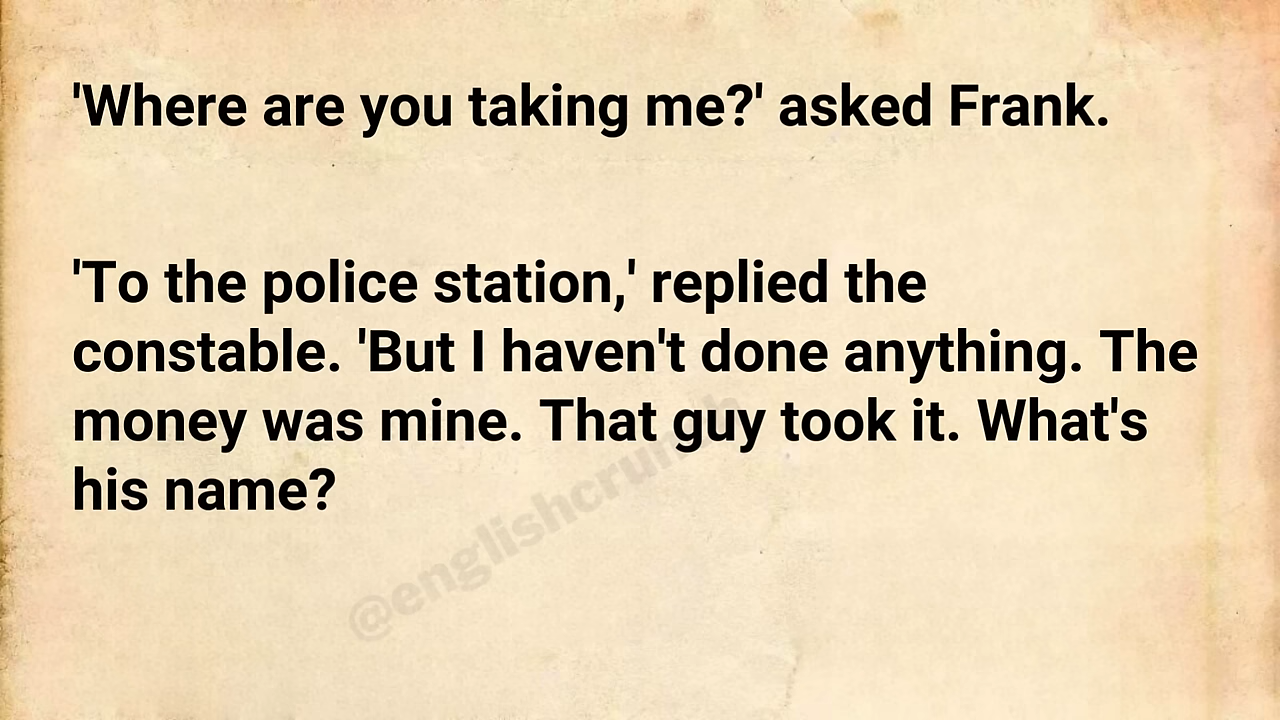 'Where are you taking me?' asked Frank.
'To the police station,' replied the
constable. 'But I haven't done anything. The
money was mine. That guy took it. What's
his name?
@englishcrunch